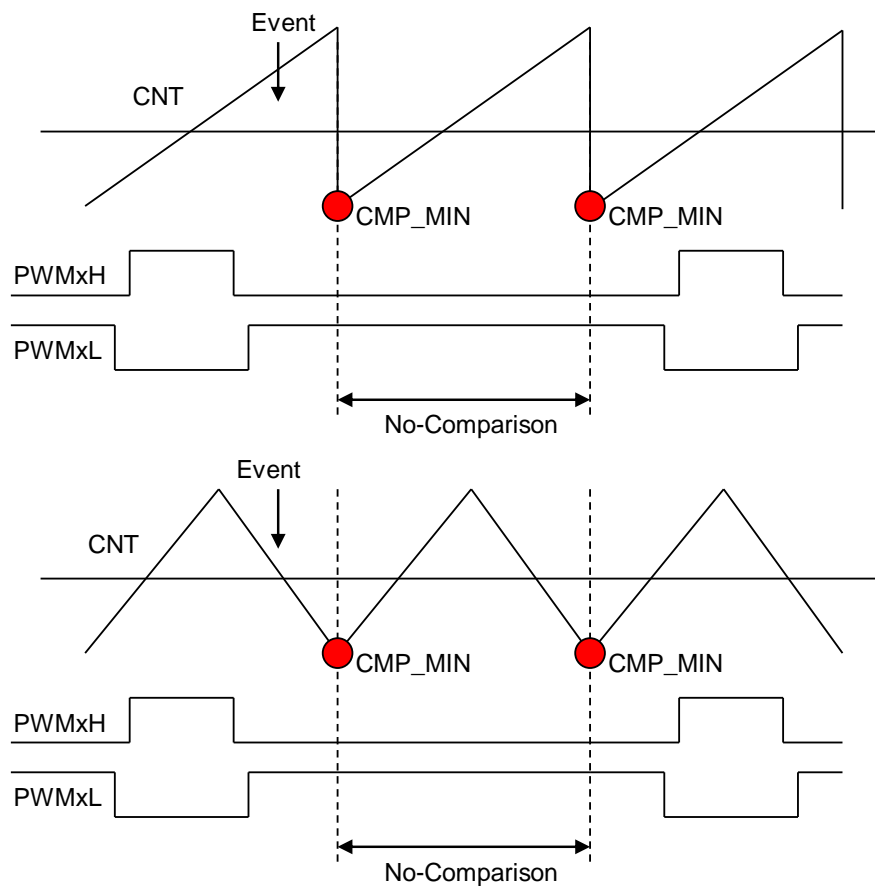 Event
CNT
CMP_MIN CMP_MIN
PWMxH
PWMxL
No-Comparison
Event
CNT
CMP_MIN CMP_MIN
PWMxH
PWMxL
No-Comparison